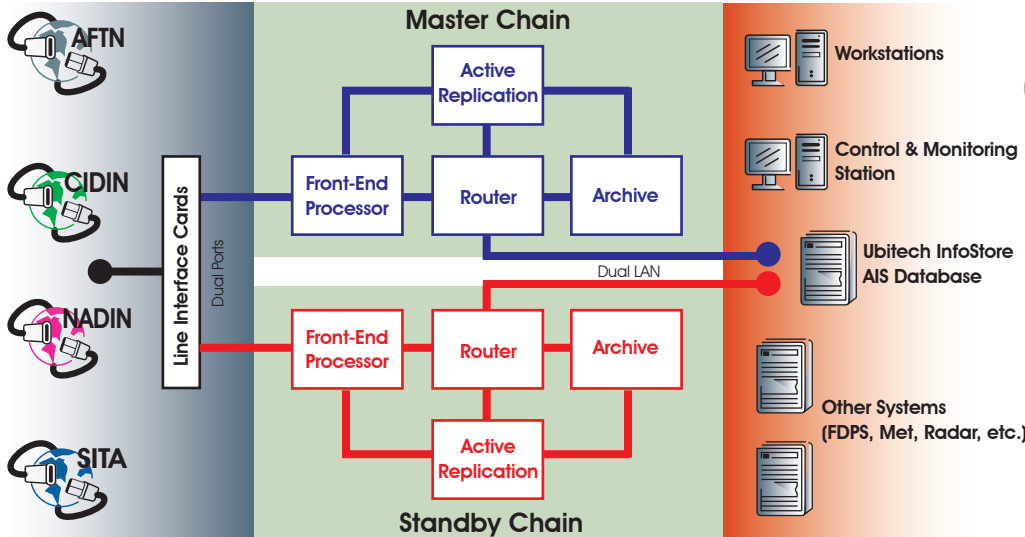 AFTN
CIDIN
NADIN
SITA
Line Interface Cards
Dual Ports
Master Chain
Active
Replication
Front-End
Processor
Router
Archive
Dual LAN
Front-End
Processor
Router
Archive
Active
Replication
Standby Chain
Workstations
Control & Monitoring
Station
Ubitech InfoStore
AIS Database
Other Systems
(FDPS, Met, Radar, etc.)